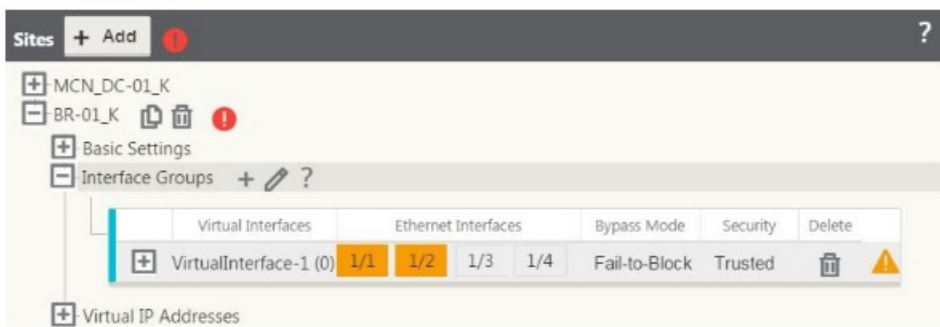 Sites + Add ?
MCN_DC-01_K
BR-01_K
Basic Settings
Interface Groups + ?
Virtual Interfaces Ethernet Interfaces Bypass Mode Security Delete
VirtualInterface-1 (0) 1/1 1/2 1/3 1/4 Fail-to-Block Trusted
Virtual IP Addresses